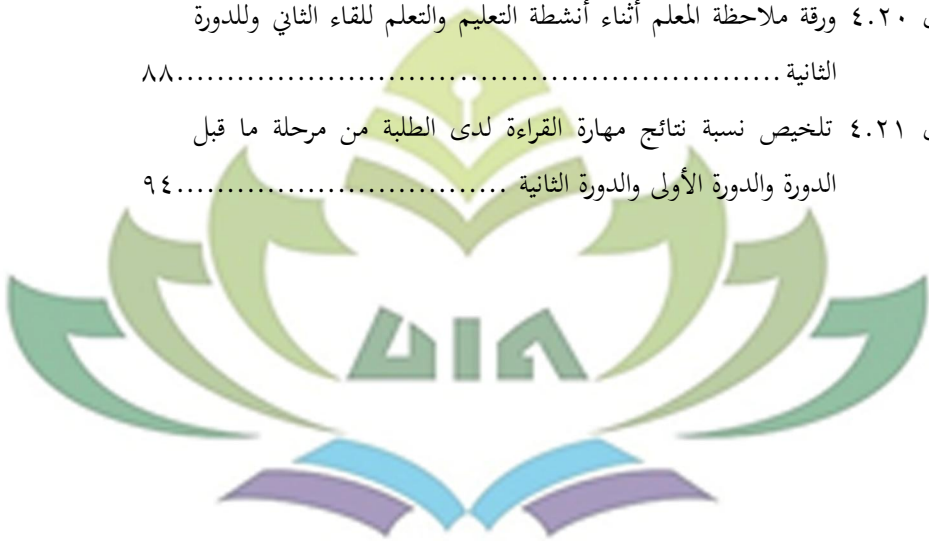 ٤.٢٠ ورقة ملاحظة المعلم أثناء أنشطة التعليم والتعلم للقاء الثاني وللدورة
الثانية ............................................................٨٨
٤.٢١ تلخيص نسبة نتائج مهارة القراءة لدى الطلبة من مرحلة ما قبل
الدورة والدورة الأولى والدورة الثانية .................................٩٤